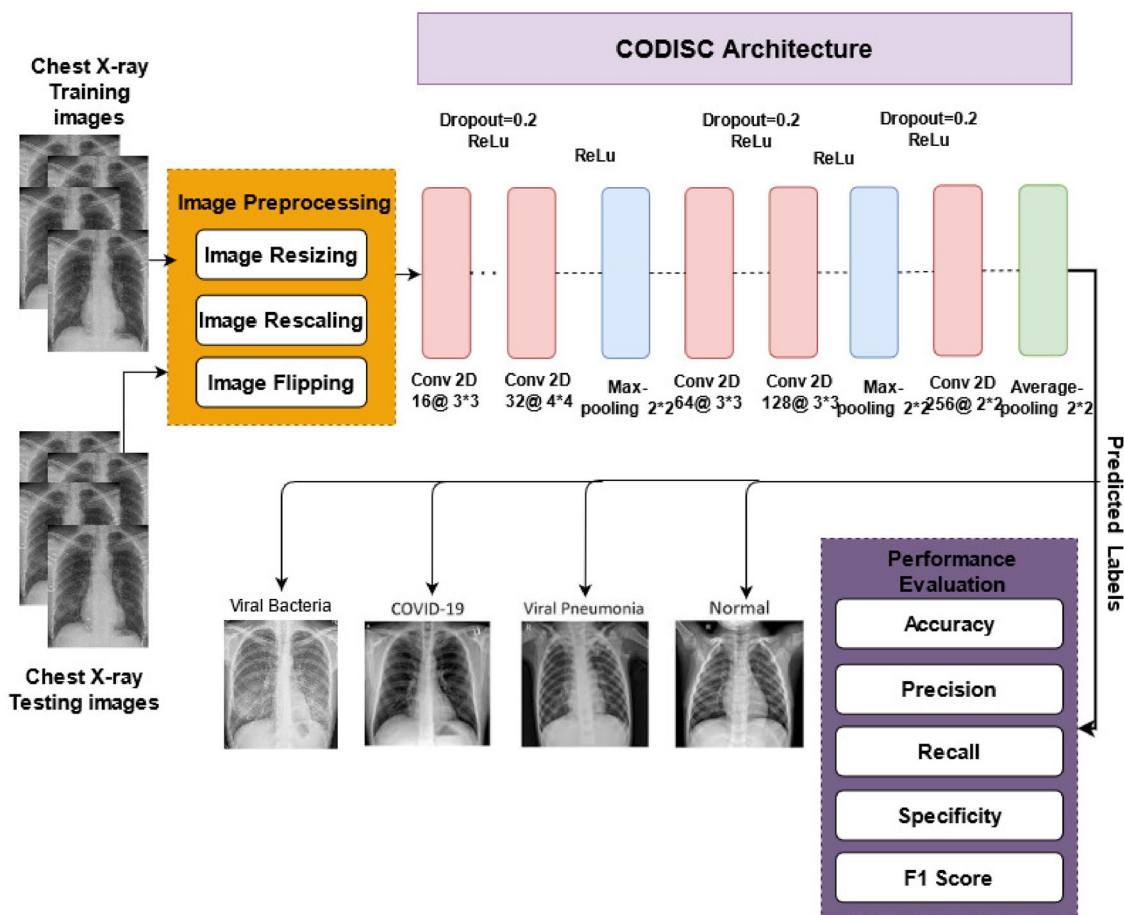 CODISC Architecture
Chest X-ray
Training
images
Dropout=0.2
ReLu
ReLu
Dropout=0.2
ReLu
ReLu
Dropout=0.2
ReLu
Image Preprocessing
Image Resizing
Image Rescaling
Image Flipping
Conv 2D
16@ 3*3
Conv 2D
32@ 4*4
Max-
pooling 2*2
Conv 2D
64@ 3*3
Conv 2D
128@ 3*3
Max-
pooling 2*2
Conv 2D
256@ 2*2
Average-
pooling 2*2
Predicted Labels
Chest X-ray
Testing images
Viral Bacteria
COVID-19
Viral Pneumonia
Normal
Performance
Evaluation
Accuracy
Precision
Recall
Specificity
F1 Score